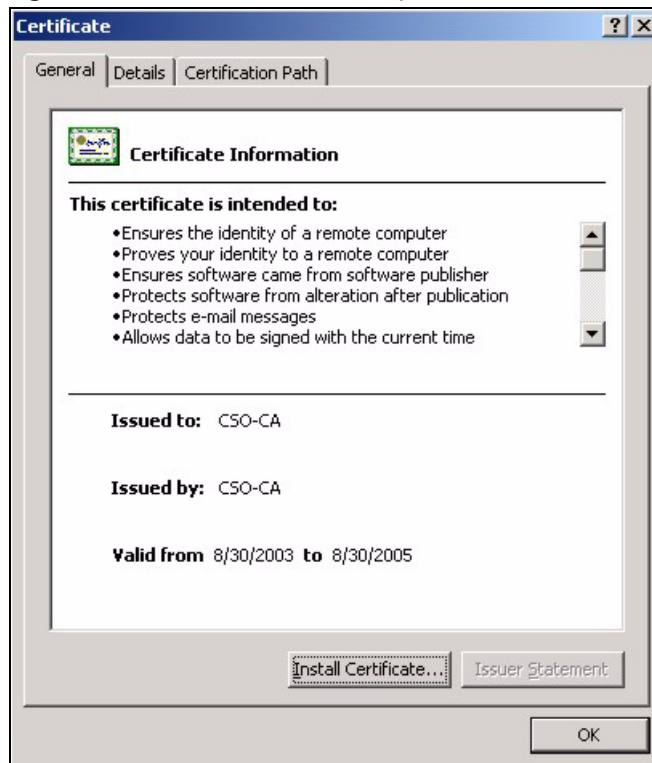 Certificate
General
Details
Certification Path
Certificate Information
This certificate is intended to:
•Ensures the identity of a remote computer
•Proves your identity to a remote computer
•Ensures software came from software publisher
•Protects software from alteration after publication
•Protects e-mail messages
•Allows data to be signed with the current time
Issued to: CSO-CA
Issued by: CSO-CA
Valid from 8/30/2003 to 8/30/2005
Install Certificate...
Issuer Statement
OK